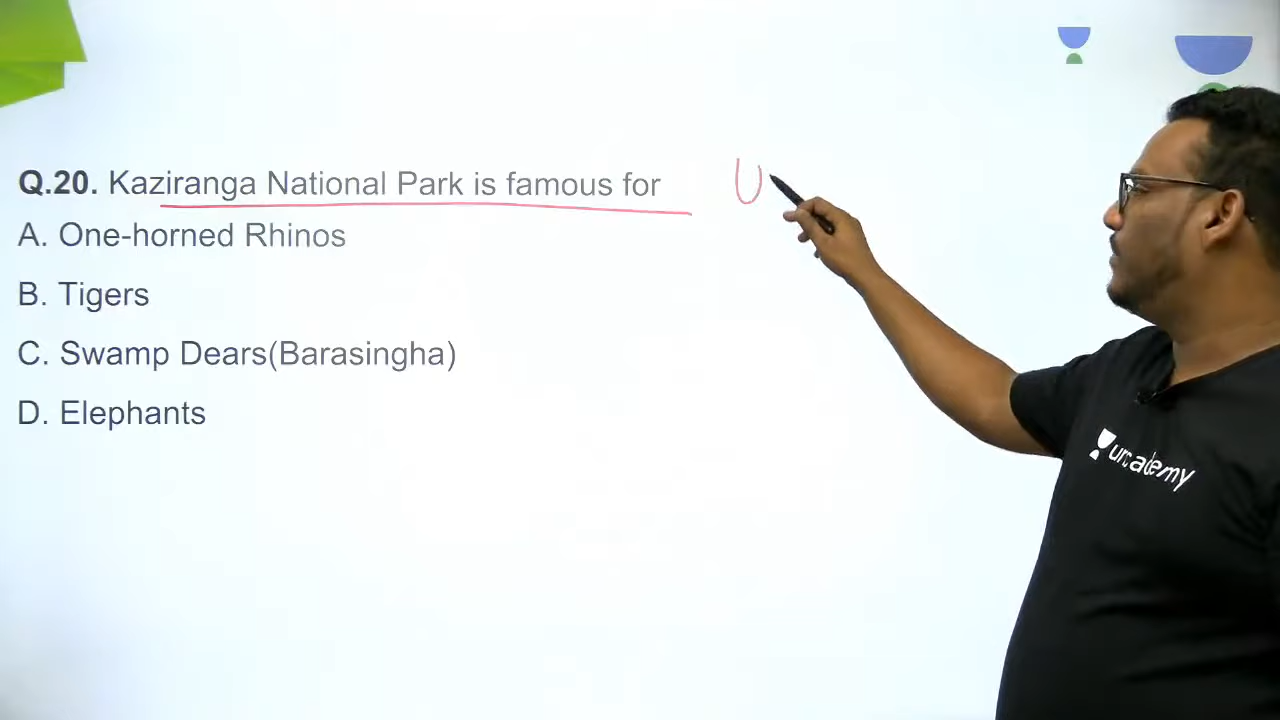 Q.20. Kaziranga National Park is famous for U
A. One-horned Rhinos
B. Tigers
C. Swamp Dears(Barasingha)
D. Elephants
unacademy